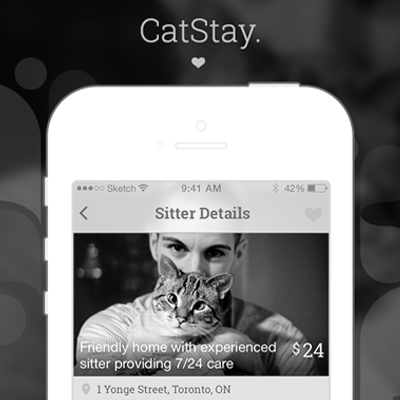 CatStay.
Sketch 9:41 AM 42%
Sitter Details
Friendly home with experienced
sitter providing 7/24 care
$24
1 Yonge Street, Toronto, ON